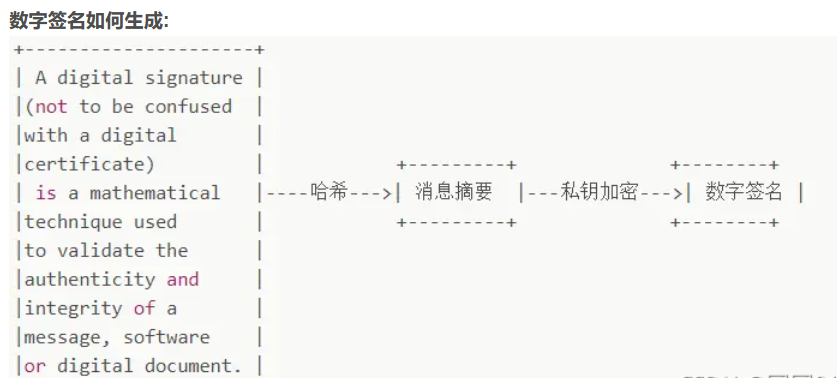 数字签名如何生成:
+--------------------+
| A digital signature |
|(not to be confused |
|with a digital |
|certificate) | +---------+ +--------+
| is a mathematical |----哈希--->| 消息摘要 |---私钥加密--->| 数字签名 |
|technique used | +---------+ +--------+
|to validate the |
|authenticity and |
|integrity of a |
|message, software |
|or digital document. |